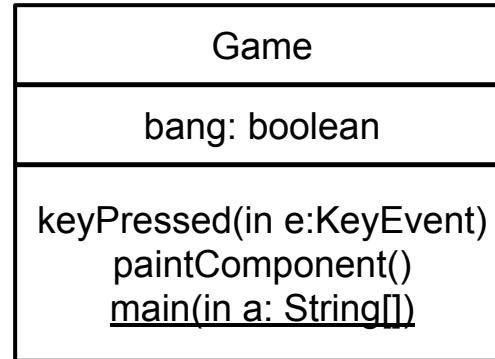 Game
bang: boolean
keyPressed(in e:KeyEvent)
paintComponent()
main(in a: String[])